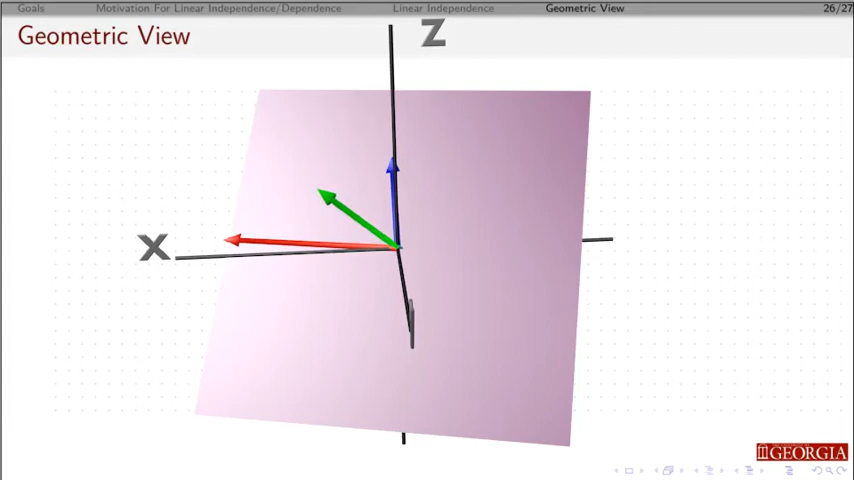 Goals Motivation For Linear Independence/Dependence Linear Independence Geometric View 26/27
Geometric View
Z
X
GEORGIA